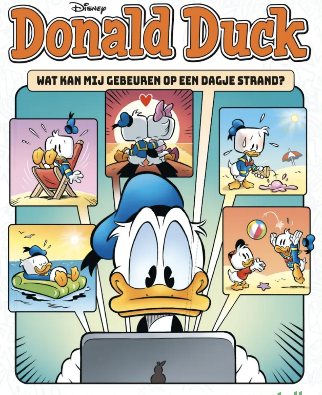 Disney
Donald Duck
WAT KAN MIJ GEBEUREN OP EEN DAGJE STRAND?